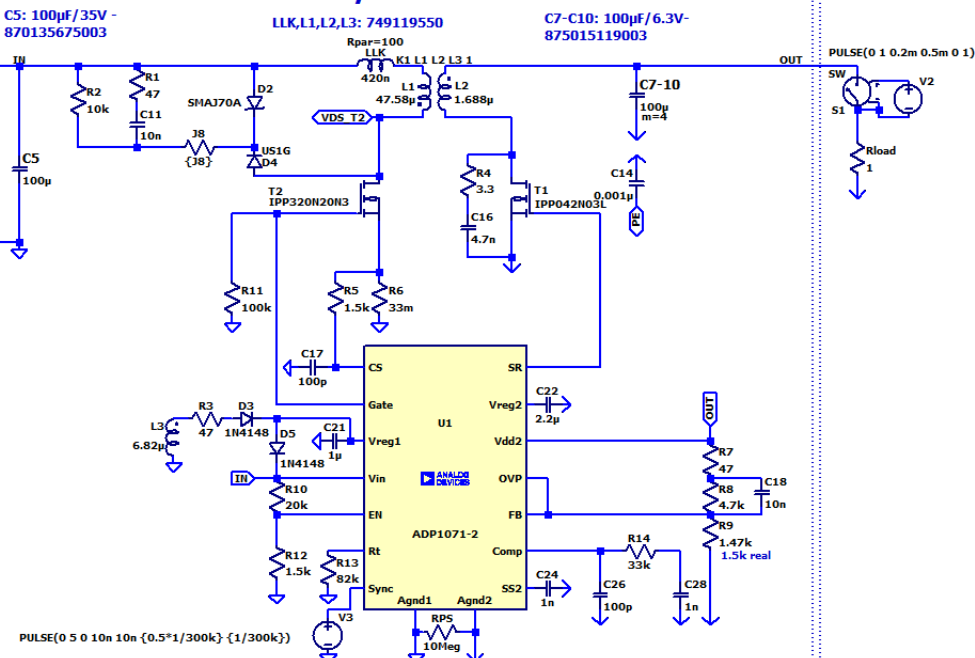 C5: 100µF/35V -
870135675003
LLK,L1,L2,L3: 749119550
C7-C10: 100µF/6.3V-
875015119003
IN
Rpar=100
LLK
420n
K1 L1 L2 L3 1
OUT
PULSE(0 1 0.2m 0.5m 0 1)
SW
V2
S1
R2
10k
R1
47
C11
10n
D2
SMAJ70A
L1
47.58µ
L2
1.688µ
C7-10
100µ
m=4
VDS_T2
J8
{J8}
US1G
D4
C5
100µ
Rload
1
T2
IPP320N20N3
R4
3.3
C16
4.7n
T1
IPP042N03L
C14
0.001µ
PE
R11
100k
R5
1.5k
R6
33m
C17
100p
CS
SR
Gate
Vreg2
C22
2.2µ
U1
L3
6.82µ
R3
47
D3
1N4148
D5
1N4148
C21
1µ
Vreg1
Vdd2
OUT
R7
47
IN
Vin
ANALOG
DEVICES
OVP
R8
4.7k
C18
10n
R10
20k
EN
FB
R9
1.47k
1.5k real
ADP1071-2
R12
1.5k
R13
82k
Rt
Comp
R14
33k
Sync
SS2
C24
1n
C26
100p
C28
1n
Agnd1
Agnd2
V3
RPS
10Meg
PULSE(0 5 0 10n 10n {0.5*1/300k} {1/300k})